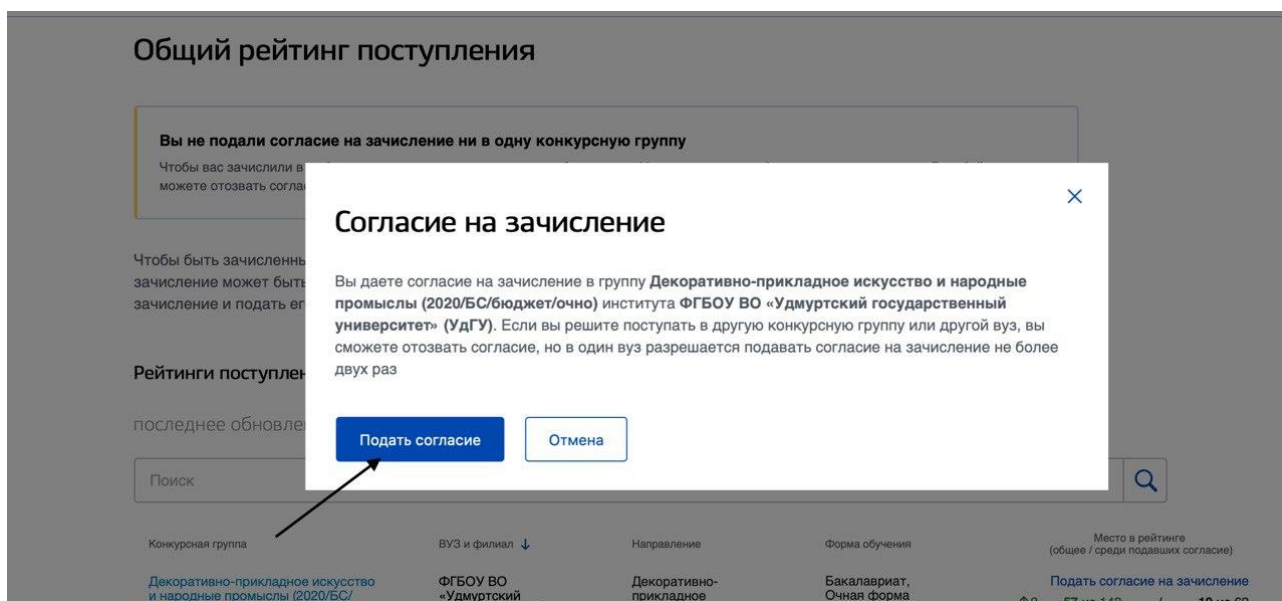 Общий рейтинг поступления
Вы не подали согласие на зачисление ни в одну конкурсную группу
Чтобы вас зачислили в
можете отозвать
Согласие на зачисление
Чтобы быть
зачисление может быть
зачисление и подать
Вы даете согласие на зачисление в группу Декоративно-прикладное искусство и народные
промыслы (2020/БС/бюджет/очно) института ФГБОУ ВО «Удмуртский государственный
университет» (УдГУ). Если вы решите поступать в другую конкурсную группу или другой вуз, вы
сможете отозвать согласие, но в один вуз разрешается подавать согласие на зачисление не более
двух раз
Рейтинги
последнее
Подать согласие
Отмена
Поиск
Конкурсная группа
ВУЗ и филиал
Направление
Форма обучения
Место в рейтинге
(общее / среди подавших согласие)
Декоративно-прикладное искусство
и народные промыслы (2020/БС/
ФГБОУ ВО
«Удмуртский
Декоративно-
прикладное
Бакалавриат,
Очная форма
Подать согласие на зачисление